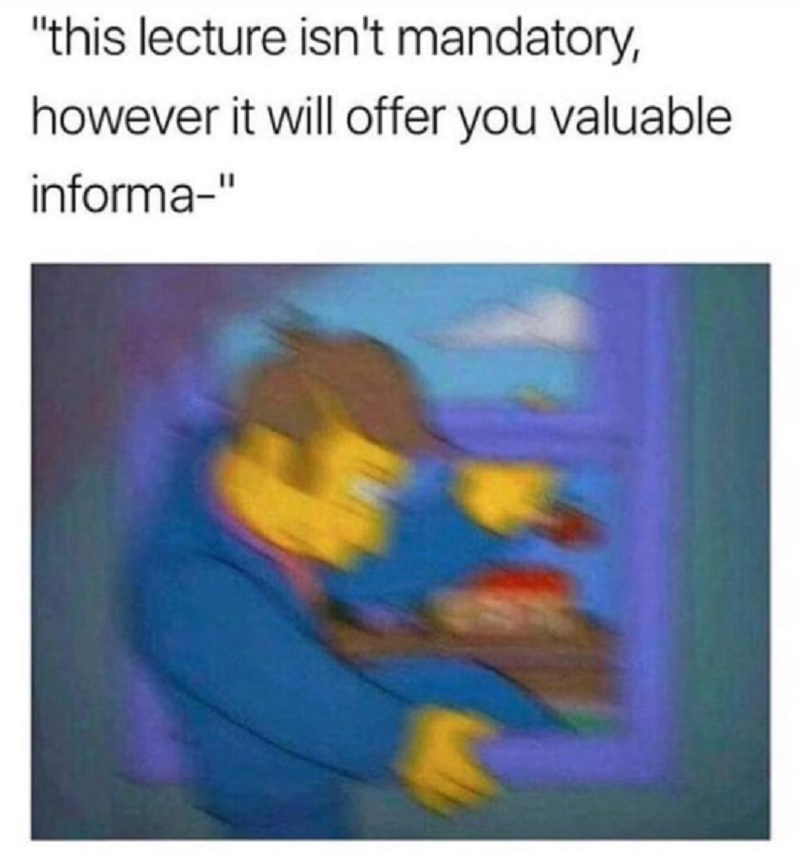 "this lecture isn't mandatory,
however it will offer you valuable
informa-"